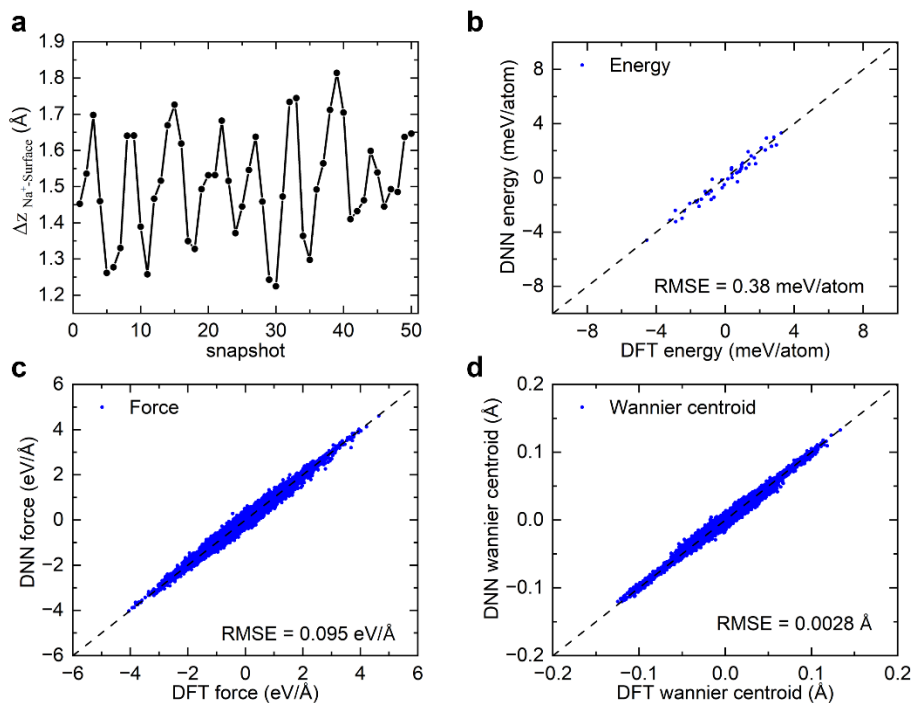 a
1.9
1.8
1.7
1.6
1.5
1.4
1.3
1.2
ΔZ Na⁺-Surface (Å)
0 10 20 30 40 50
snapshot
b
8
4
0
−4
−8
DNN energy (meV/atom)
Energy
RMSE = 0.38 meV/atom
−8 −4 0 4 8
DFT energy (meV/atom)
c
6
4
2
0
−2
−4
−6
DNN force (eV/Å)
Force
RMSE = 0.095 eV/Å
−6 −4 −2 0 2 4 6
DFT force (eV/Å)
d
0.2
0.1
0.0
−0.1
−0.2
DNN wannier centroid (Å)
Wannier centroid
RMSE = 0.0028 Å
−0.2 −0.1 0.0 0.1 0.2
DFT wannier centroid (Å)